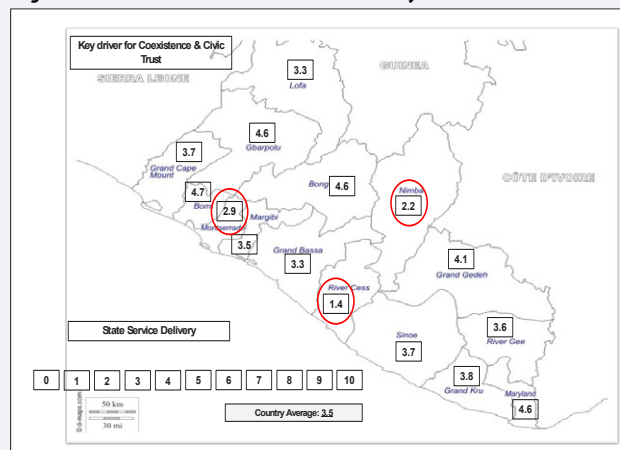 Key driver for Coexistence & Civic
Trust
SIERRA LEONE
GUINEA
3.3
Lofa
4.6
Gbarpolu
3.7
Grand Cape
Mount
Bong
4.6
Nimba
2.2
CÔTE D'IVOIRE
4.7
Bomi
2.9
Margibi
Montserrado
3.5
Grand Bassa
3.3
4.1
Grand Gedeh
River Cess
1.4
State Service Delivery
Sinoe
3.7
3.6
River Gee
0 1 2 3 4 5 6 7 8 9 10
3.8
Grand Kru
Maryland
4.6
d-maps.com
50 km
30 mi
Country Average: 3.5